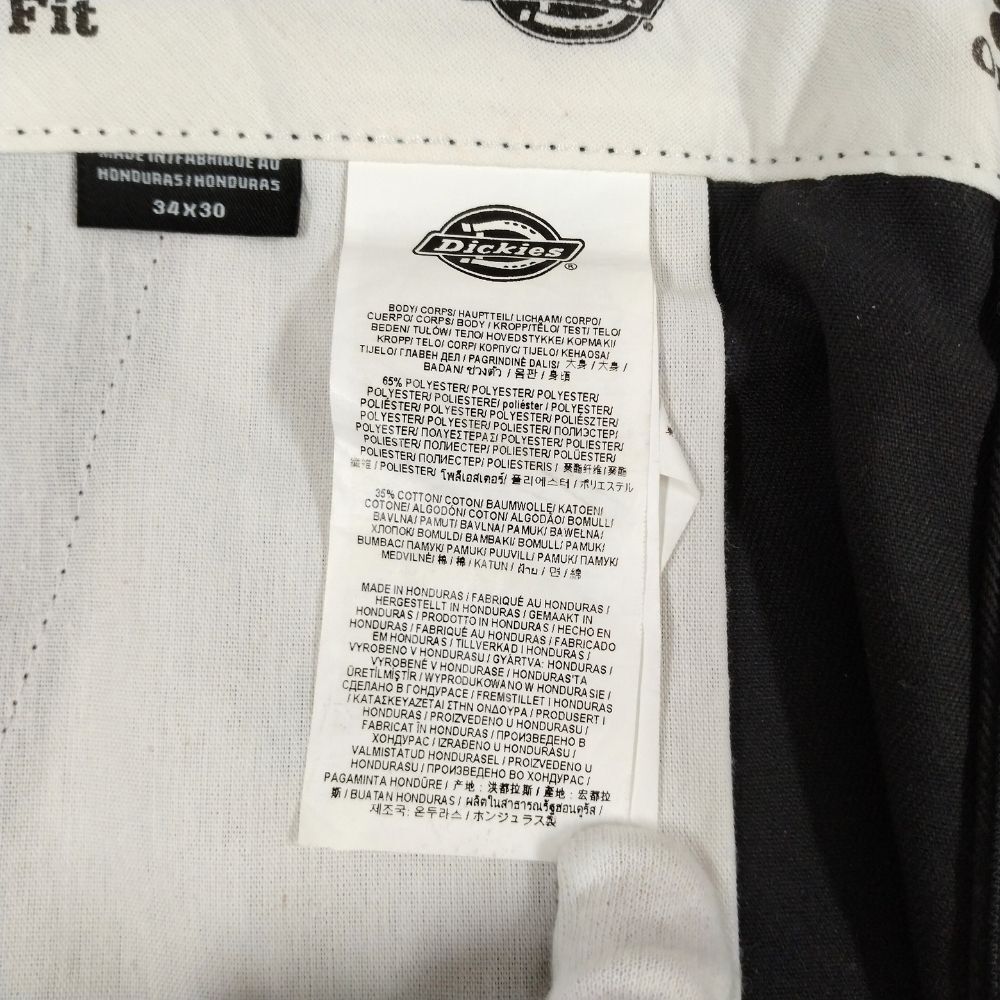 Fit
Dickies
MADE IN/FABRIQUÉ AU
HONDURAS/HONDURAS
34X30
Dickies®
BODY/ CORPS/ HAUPTTEIL/ LICHAAM/ CORPO/
CUERPO/ CORPS/ BODY / KROPP/TĚLO/ TEST/ TELO/
BEDEN/ TUŁÓW/ ТЕЛО/ HOVEDSTYKKE/ ΚΟΡΜΑΚΙ/
KROPP/ TELO/ CORP/ КОРПУС/ TIJELO/ KEHAOSA/
TIJELO/ ГЛАВЕН ДЕЛ / PAGRINDINĖ DALIS/ 大身 / 大身 /
BADAN/ ช่วงตัว / 몸판 / 身頃
65% POLYESTER/ POLYESTER/ POLYESTER/
POLYESTER/ POLIESTERE/ poliéster / POLYESTER/
POLIÉSTER/ POLYESTER/ POLYESTER/ POLIÉSZTER/
POLYESTER/ POLYESTER/ POLIESTER/ ПОЛИЭСТЕР/
POLYESTER/ ΠΟΛΥΕΣΤΕΡΑΣ/ POLYESTER/ POLIESTER/
POLIESTER/ ПОЛИЕСТЕР/ POLIESTER/ POLÜESTER/
POLIESTER/ ПОЛИЕСТЕР/ POLIESTERIS / 聚酯纤维/聚酯
纖維 / POLIESTER/ โพลีเอสเตอร์/ 폴리에스터 / ポリエステル
35% COTTON/ COTON/ BAUMWOLLE/ KATOEN/
COTONE/ ALGODÓN/ COTON/ ALGODÃO/ BOMULL/
BAVLNA/ PAMUT/ BAVLNA/ PAMUK/ BAWEŁNA/
ХЛОПОК/ BOMULD/ ΒΑΜΒΑΚΙ/ BOMULL/ PAMUK/
BUMBAC/ ПАМУК/ PAMUK/ PUUVILL/ PAMUK/ ПАМУК/
MEDVILNĖ/ 棉 / 棉 / KATUN / ฝ้าย / 면 / 綿
MADE IN HONDURAS / FABRIQUÉ AU HONDURAS /
HERGESTELLT IN HONDURAS / GEMAAKT IN
HONDURAS / PRODOTTO IN HONDURAS / HECHO EN
HONDURAS / FABRIQUÉ AU HONDURAS / FABRICADO
EM HONDURAS / TILLVERKAD I HONDURAS /
VYROBENO V HONDURASU / GYÁRTVA: HONDURAS /
VYROBENÉ V HONDURASE / HONDURAS'TA
ÜRETİLMİŞTİR / WYPRODUKOWANO W HONDURASIE /
СДЕЛАНО В ГОНДУРАСЕ / FREMSTILLET I HONDURAS
/ ΚΑΤΑΣΚΕΥΑΖΕΤΑΙ ΣΤΗΝ ΟΝΔΟΥΡΑ / PRODUSERT I
HONDURAS / PROIZVEDENO U HONDURASU /
FABRICAT ÎN HONDURAS / ПРОИЗВЕДЕНО В
ХОНДУРАС / IZRAĐENO U HONDURASU /
VALMISTATUD HONDURASEL / PROIZVEDENO U
HONDURASU / ПРОИЗВЕДЕНО ВО ХОНДУРАС /
PAGAMINTA HONDŪRE / 产地：洪都拉斯 / 產地：宏都拉
斯 / BUATAN HONDURAS / ผลิตในสาธารณรัฐฮอนดูรัส /
제조국: 온두라스 / ホンジュラス製